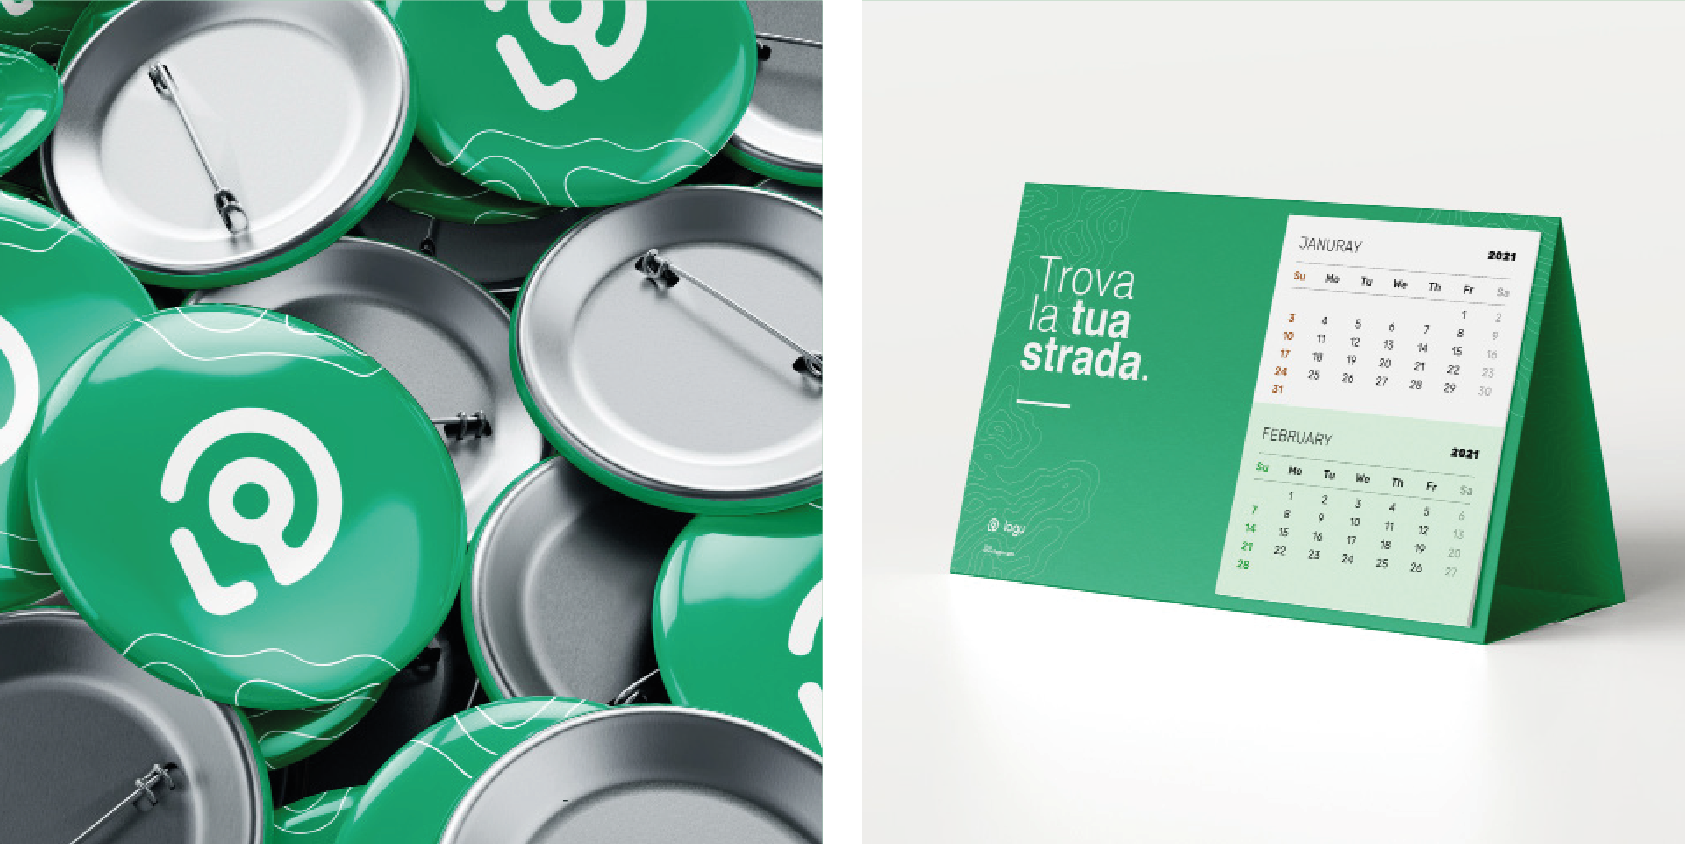 Trova
la tua
strada.
logy
JANURAY
2021
Su Mo Tu We Th Fr Sa
1 2
3 4 5 6 7 8 9
10 11 12 13 14 15 16
17 18 19 20 21 22 23
24 25 26 27 28 29 30
31
FEBRUARY
2021
Su Mo Tu We Th Fr Sa
1 2 3 4 5 6
7 8 9 10 11 12 13
14 15 16 17 18 19 20
21 22 23 24 25 26 27
28